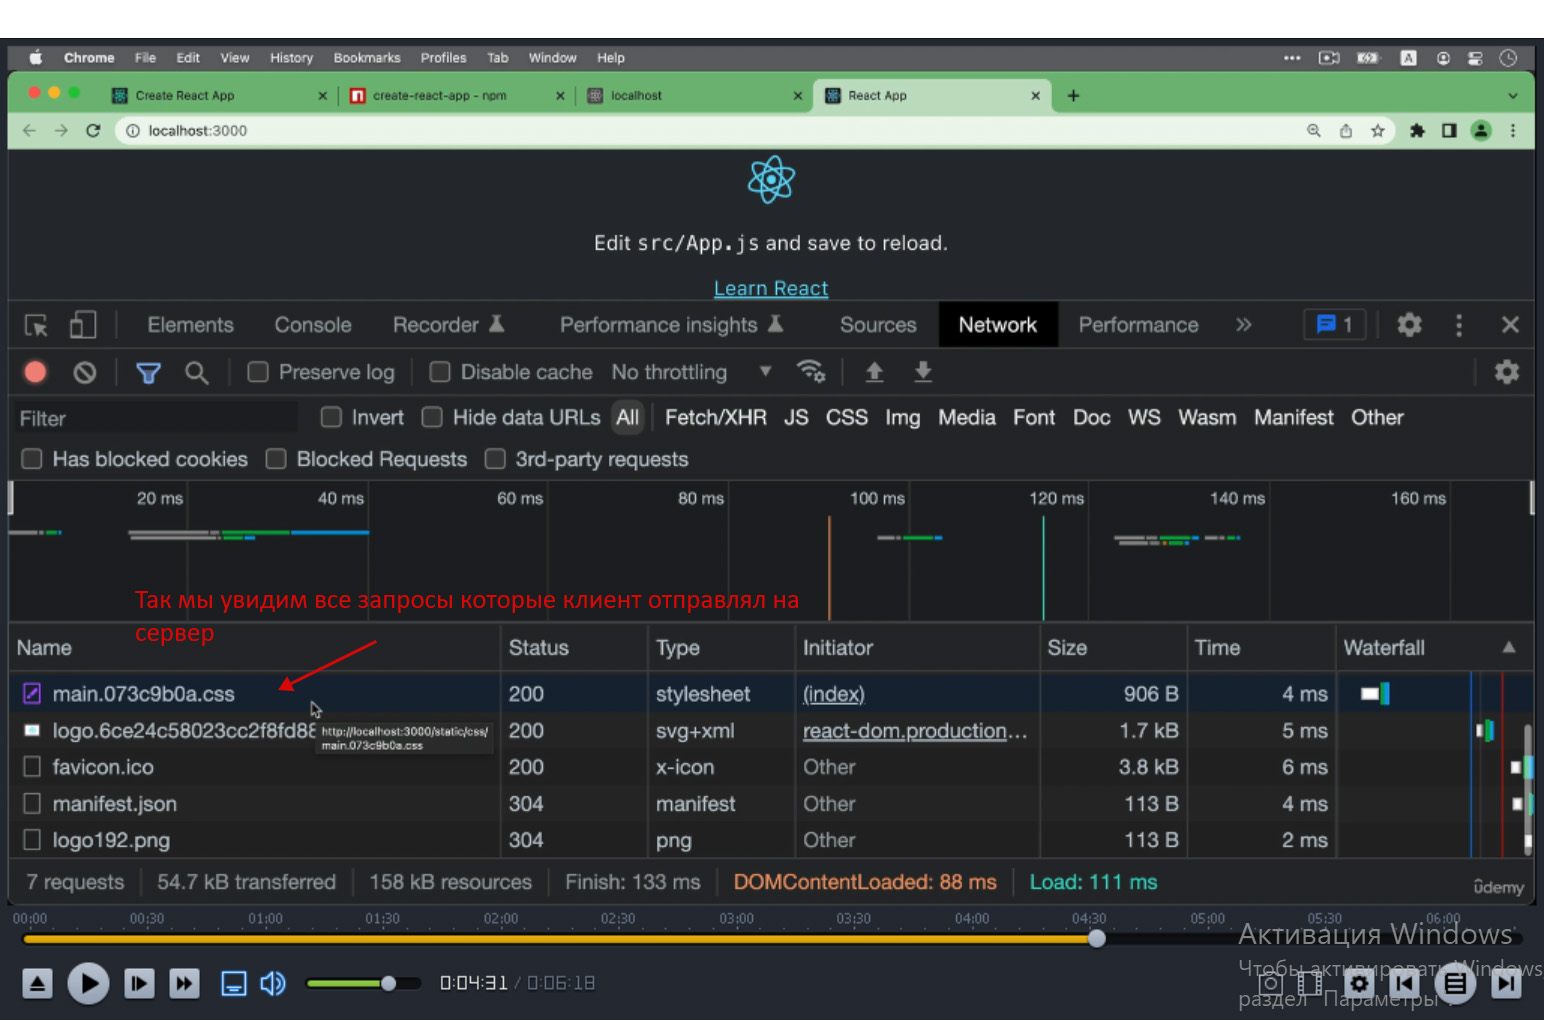 Chrome File Edit View History Bookmarks Profiles Tab Window Help A
Create React App create-react-app - npm localhost React App
localhost:3000
Edit src/App.js and save to reload.
Learn React
Elements Console Recorder Performance insights Sources Network Performance 1
Preserve log Disable cache No throttling
Filter Invert Hide data URLs All Fetch/XHR JS CSS Img Media Font Doc WS Wasm Manifest Other
Has blocked cookies Blocked Requests 3rd-party requests
20 ms 40 ms 60 ms 80 ms 100 ms 120 ms 140 ms 160 ms
Так мы увидим все запросы которые клиент отправлял на
сервер
Name Status Type Initiator Size Time Waterfall
main.073c9b0a.css 200 stylesheet (index) 906 B 4 ms
logo.6ce24c58023cc2f8fd88 200 svg+xml react-dom.production... 1.7 kB 5 ms
http://localhost:3000/static/css/
main.073c9b0a.css
favicon.ico 200 x-icon Other 3.8 kB 6 ms
manifest.json 304 manifest Other 113 B 4 ms
logo192.png 304 png Other 113 B 2 ms
7 requests 54.7 kB transferred 158 kB resources Finish: 133 ms DOMContentLoaded: 88 ms Load: 111 ms
ûdemy
00:00 00:30 01:00 01:30 02:00 02:30 03:00 03:30 04:00 04:30 05:00 05:30 06:00
Активация Windows
Чтобы активировать Windows
раздел "Параметры
0:04:31 / 0:06:18